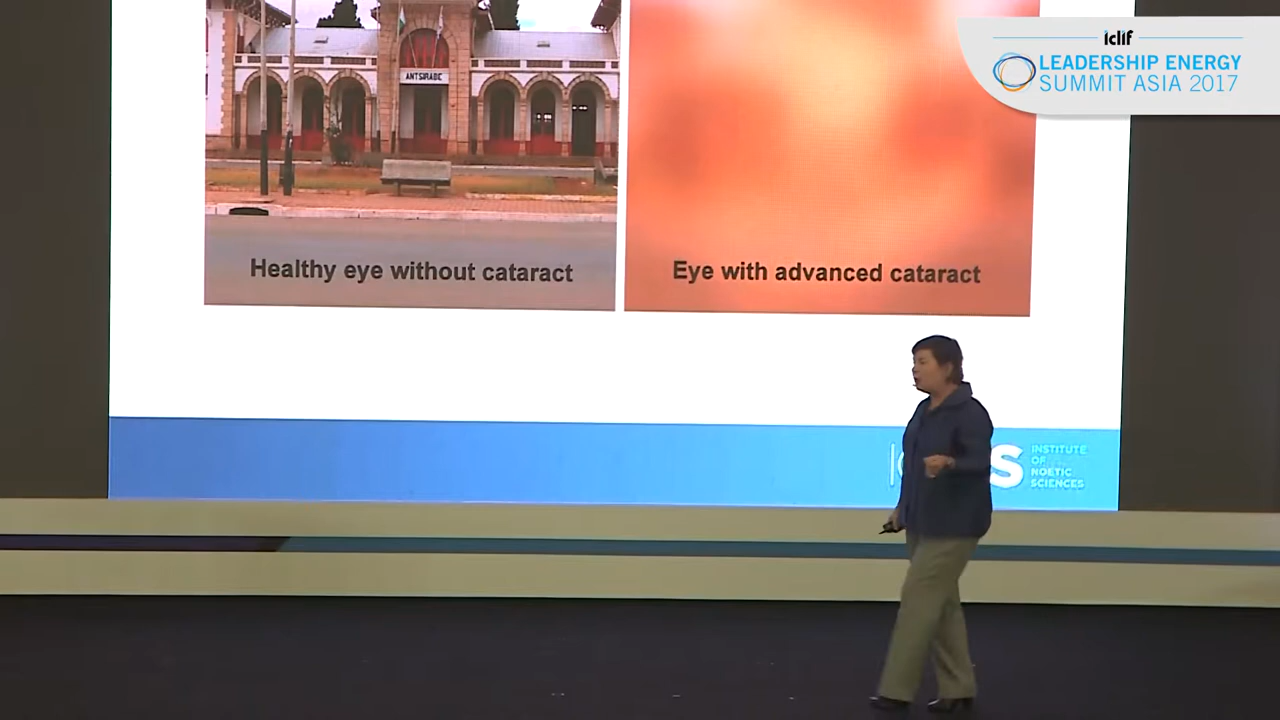 iclif
LEADERSHIP ENERGY
SUMMIT ASIA 2017
ANTSIRABE
Healthy eye without cataract
Eye with advanced cataract
S
INSTITUTE
OF
NOETIC
SCIENCES